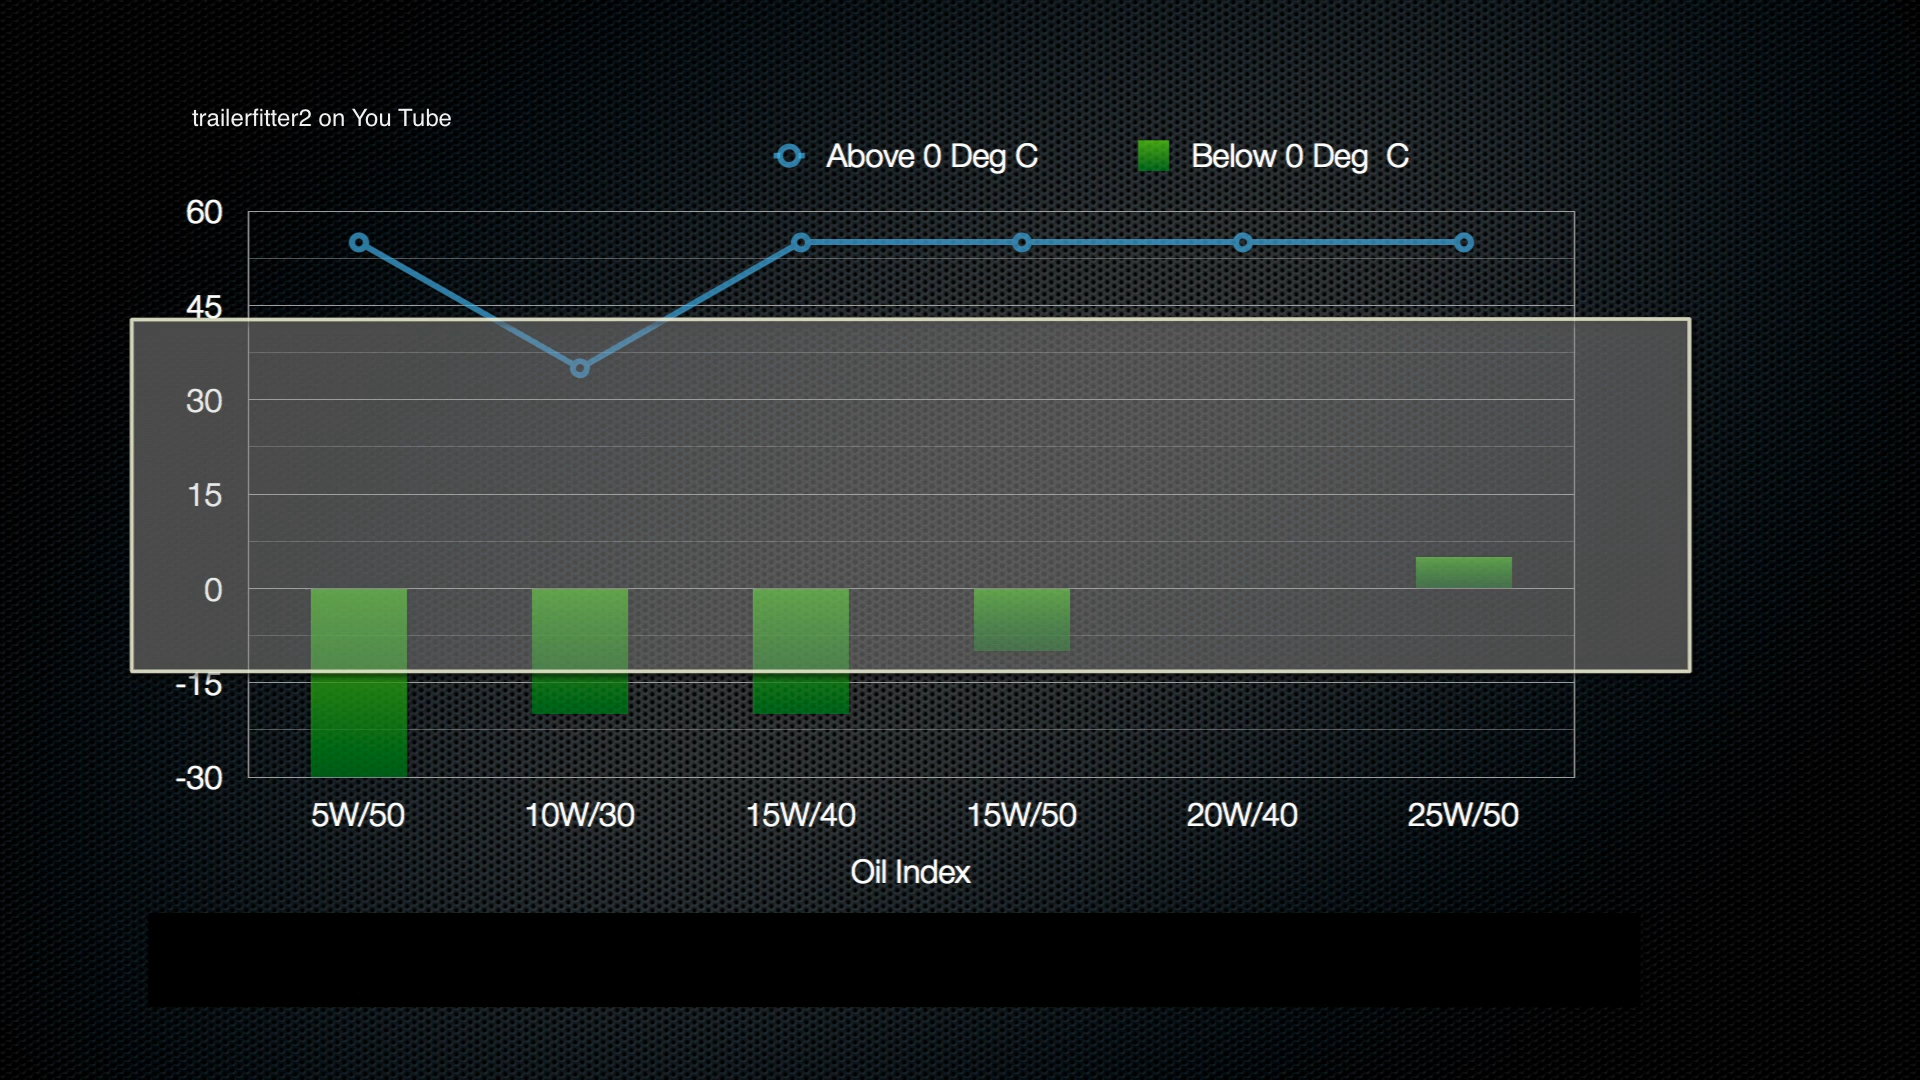 trailerfitter2 on You Tube
Above 0 Deg C
Below 0 Deg  C
60
45
30
15
0
-15
-30
5W/50
10W/30
15W/40
15W/50
20W/40
25W/50
Oil Index